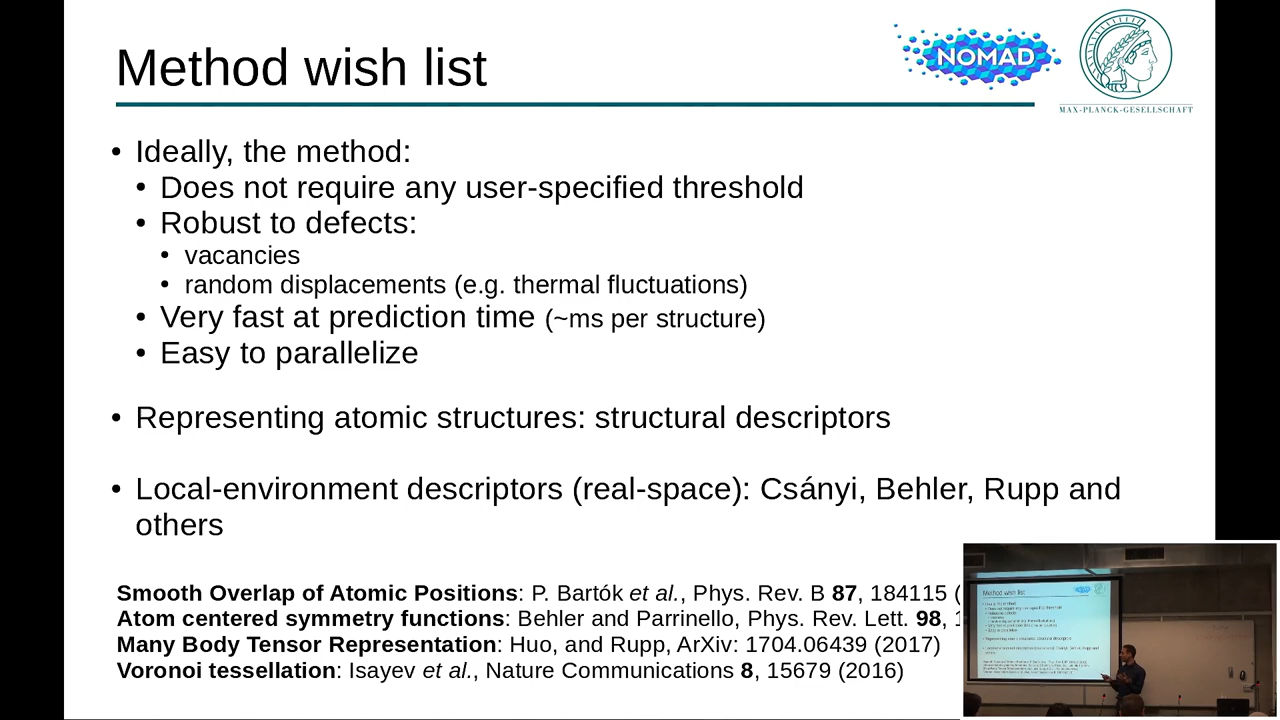 Method wish list
NOMAD
MAX-PLANCK-GESELLSCHAFT
• Ideally, the method:
• Does not require any user-specified threshold
• Robust to defects:
• vacancies
• random displacements (e.g. thermal fluctuations)
• Very fast at prediction time (~ms per structure)
• Easy to parallelize
• Representing atomic structures: structural descriptors
• Local-environment descriptors (real-space): Csányi, Behler, Rupp and
others
Smooth Overlap of Atomic Positions: P. Bartók et al., Phys. Rev. B 87, 184115 (
Atom centered symmetry functions: Behler and Parrinello, Phys. Rev. Lett. 98, 1
Many Body Tensor Representation: Huo, and Rupp, ArXiv: 1704.06439 (2017)
Voronoi tessellation: Isayev et al., Nature Communications 8, 15679 (2016)
Method wish list